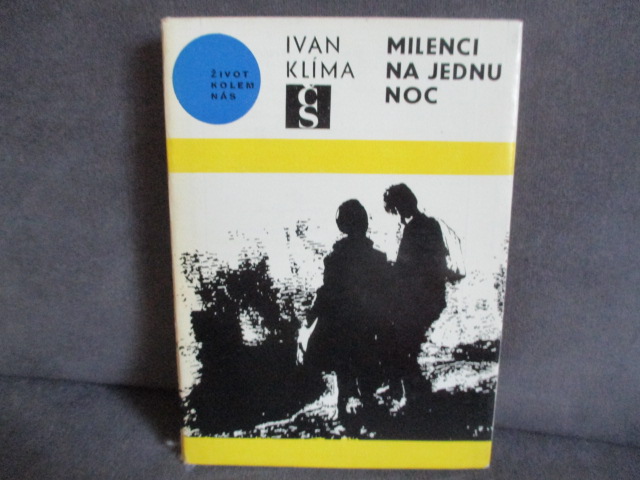 ŽIVOT
KOLEM
NÁS
IVAN
KLÍMA
ČS
MILENCI
NA JEDNU
NOC